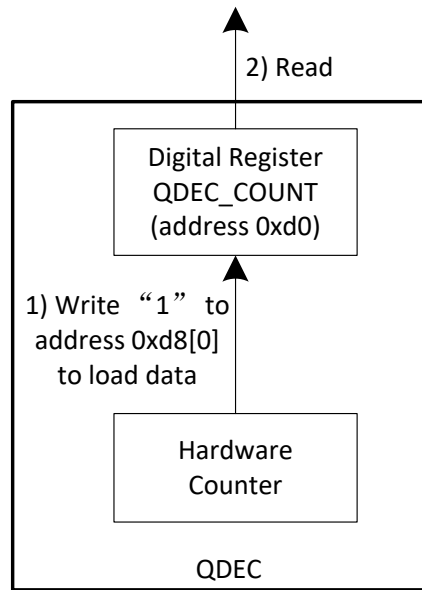 2) Read
Digital Register
QDEC_COUNT
(address 0xd0)
1) Write “1” to
address 0xd8[0]
to load data
Hardware
Counter
QDEC